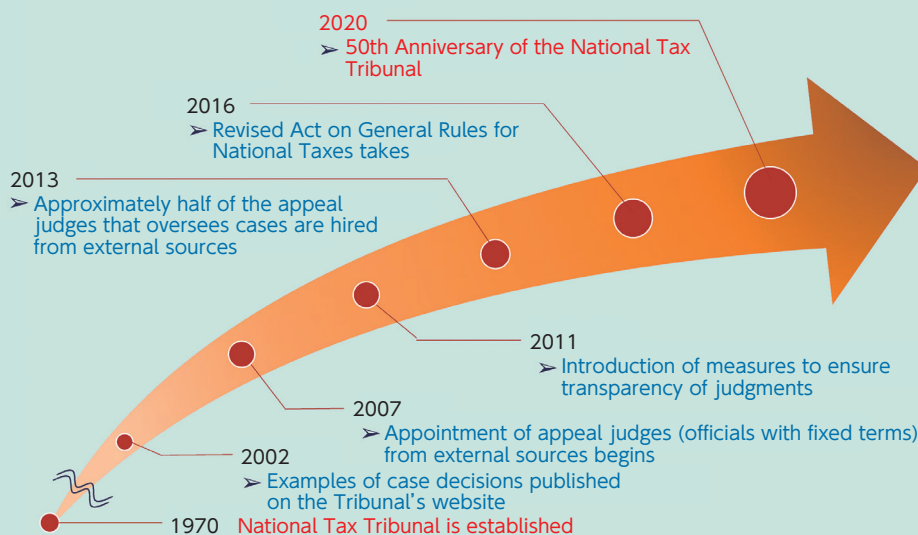 2020
➢ 50th Anniversary of the National Tax
Tribunal
2016
➢ Revised Act on General Rules for
National Taxes takes
2013
➢ Approximately half of the appeal
judges that oversees cases are hired
from external sources
2011
➢ Introduction of measures to ensure
transparency of judgments
2007
➢ Appointment of appeal judges (officials with fixed terms)
from external sources begins
2002
➢ Examples of case decisions published
on the Tribunal's website
1970 National Tax Tribunal is established